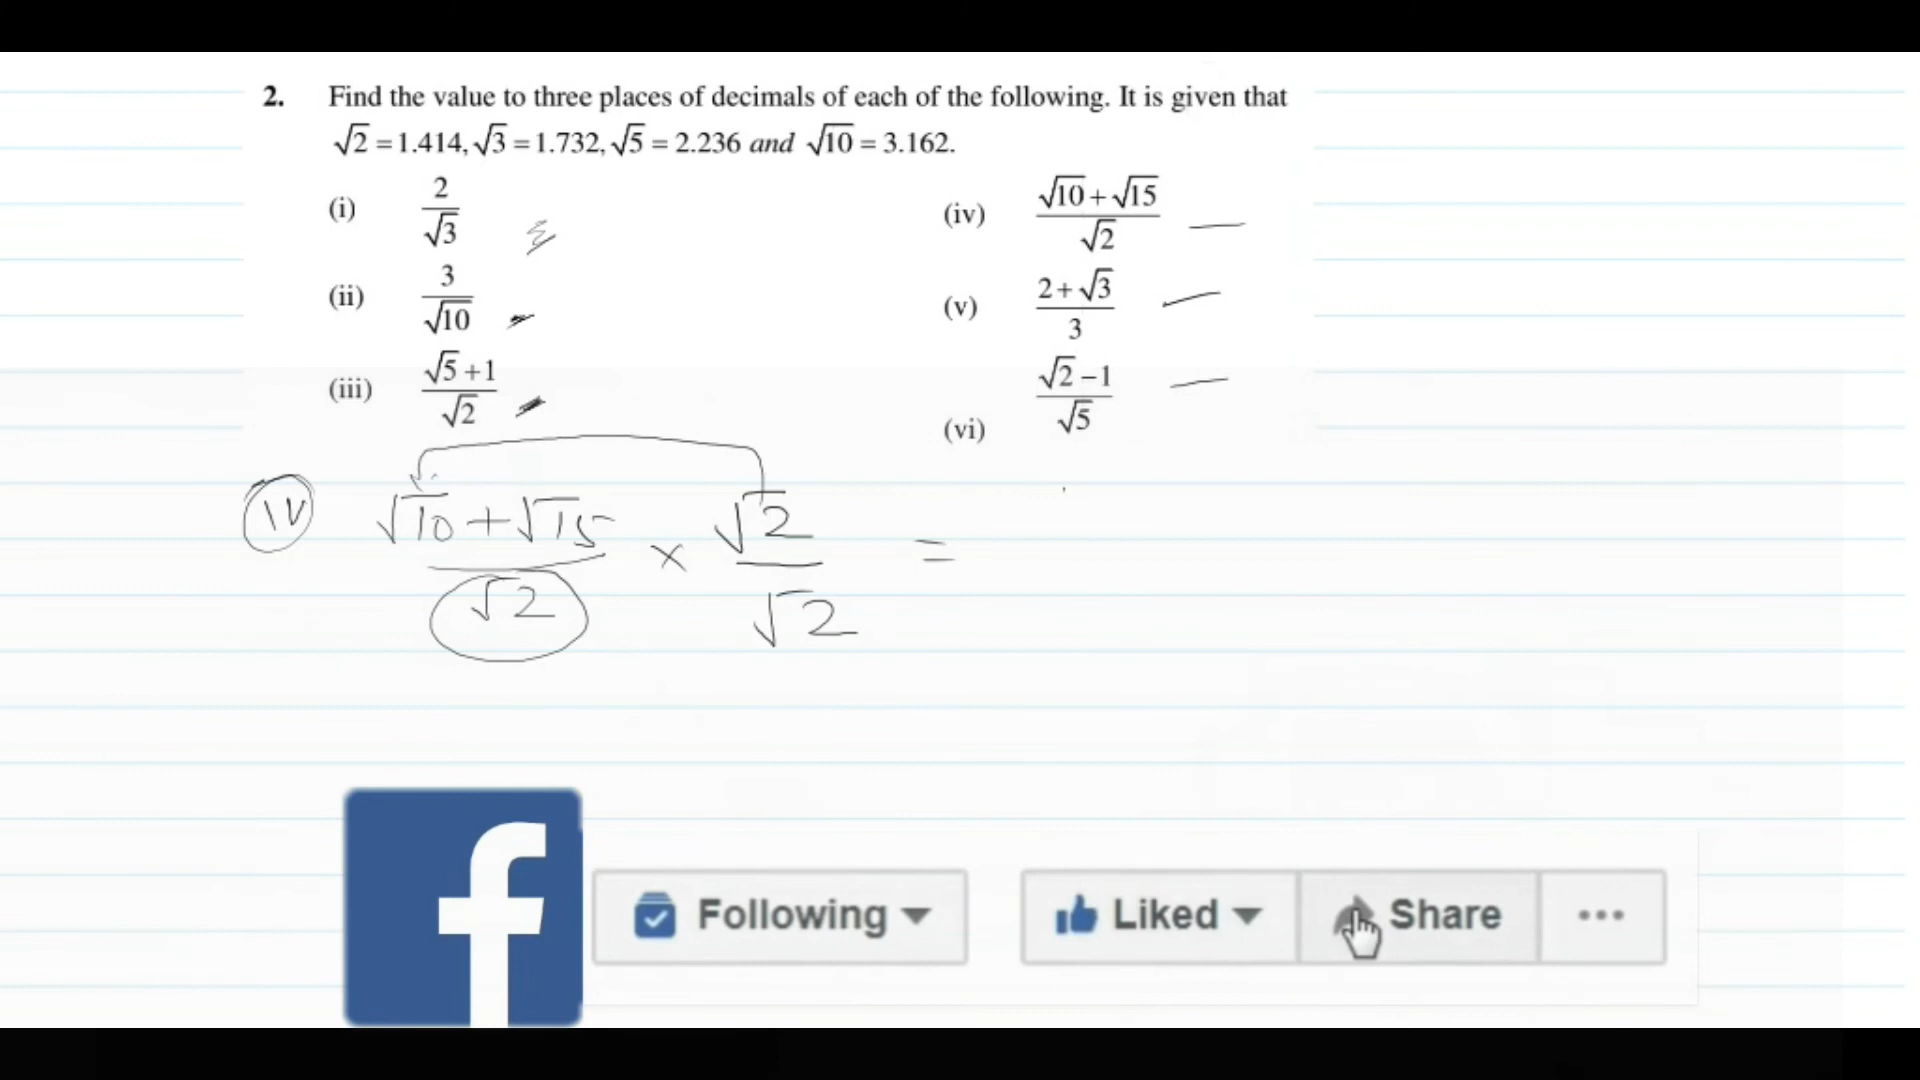 2. Find the value to three places of decimals of each of the following. It is given that
√2 = 1.414, √3 = 1.732, √5 = 2.236 and √10 = 3.162.
(i) 2/√3
(ii) 3/√10
(iii) (√5+1)/√2
(iv) (√10+√15)/√2
(v) (2+√3)/3
(vi) (√2−1)/√5
(IV) (√10+√15)/√2 × √2/√2 =
f Following Liked Share ...